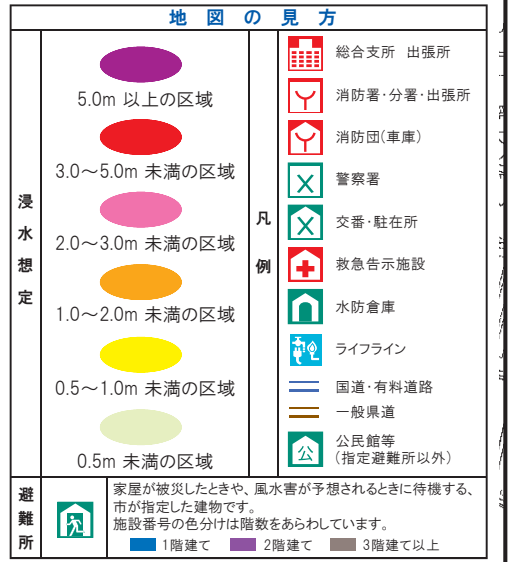 地図の見方
浸水想定
5.0m 以上の区域
3.0～5.0m 未満の区域
2.0～3.0m 未満の区域
1.0～2.0m 未満の区域
0.5～1.0m 未満の区域
0.5m 未満の区域
凡例
総合支所 出張所
消防署・分署・出張所
消防団(車庫)
警察署
交番・駐在所
救急告示施設
水防倉庫
ライフライン
国道・有料道路
一般県道
公
公民館等
(指定避難所以外)
避難所
家屋が被災したときや、風水害が予想されるときに待機する、
市が指定した建物です。
施設番号の色分けは階数をあらわしています。
1階建て 2階建て 3階建て以上